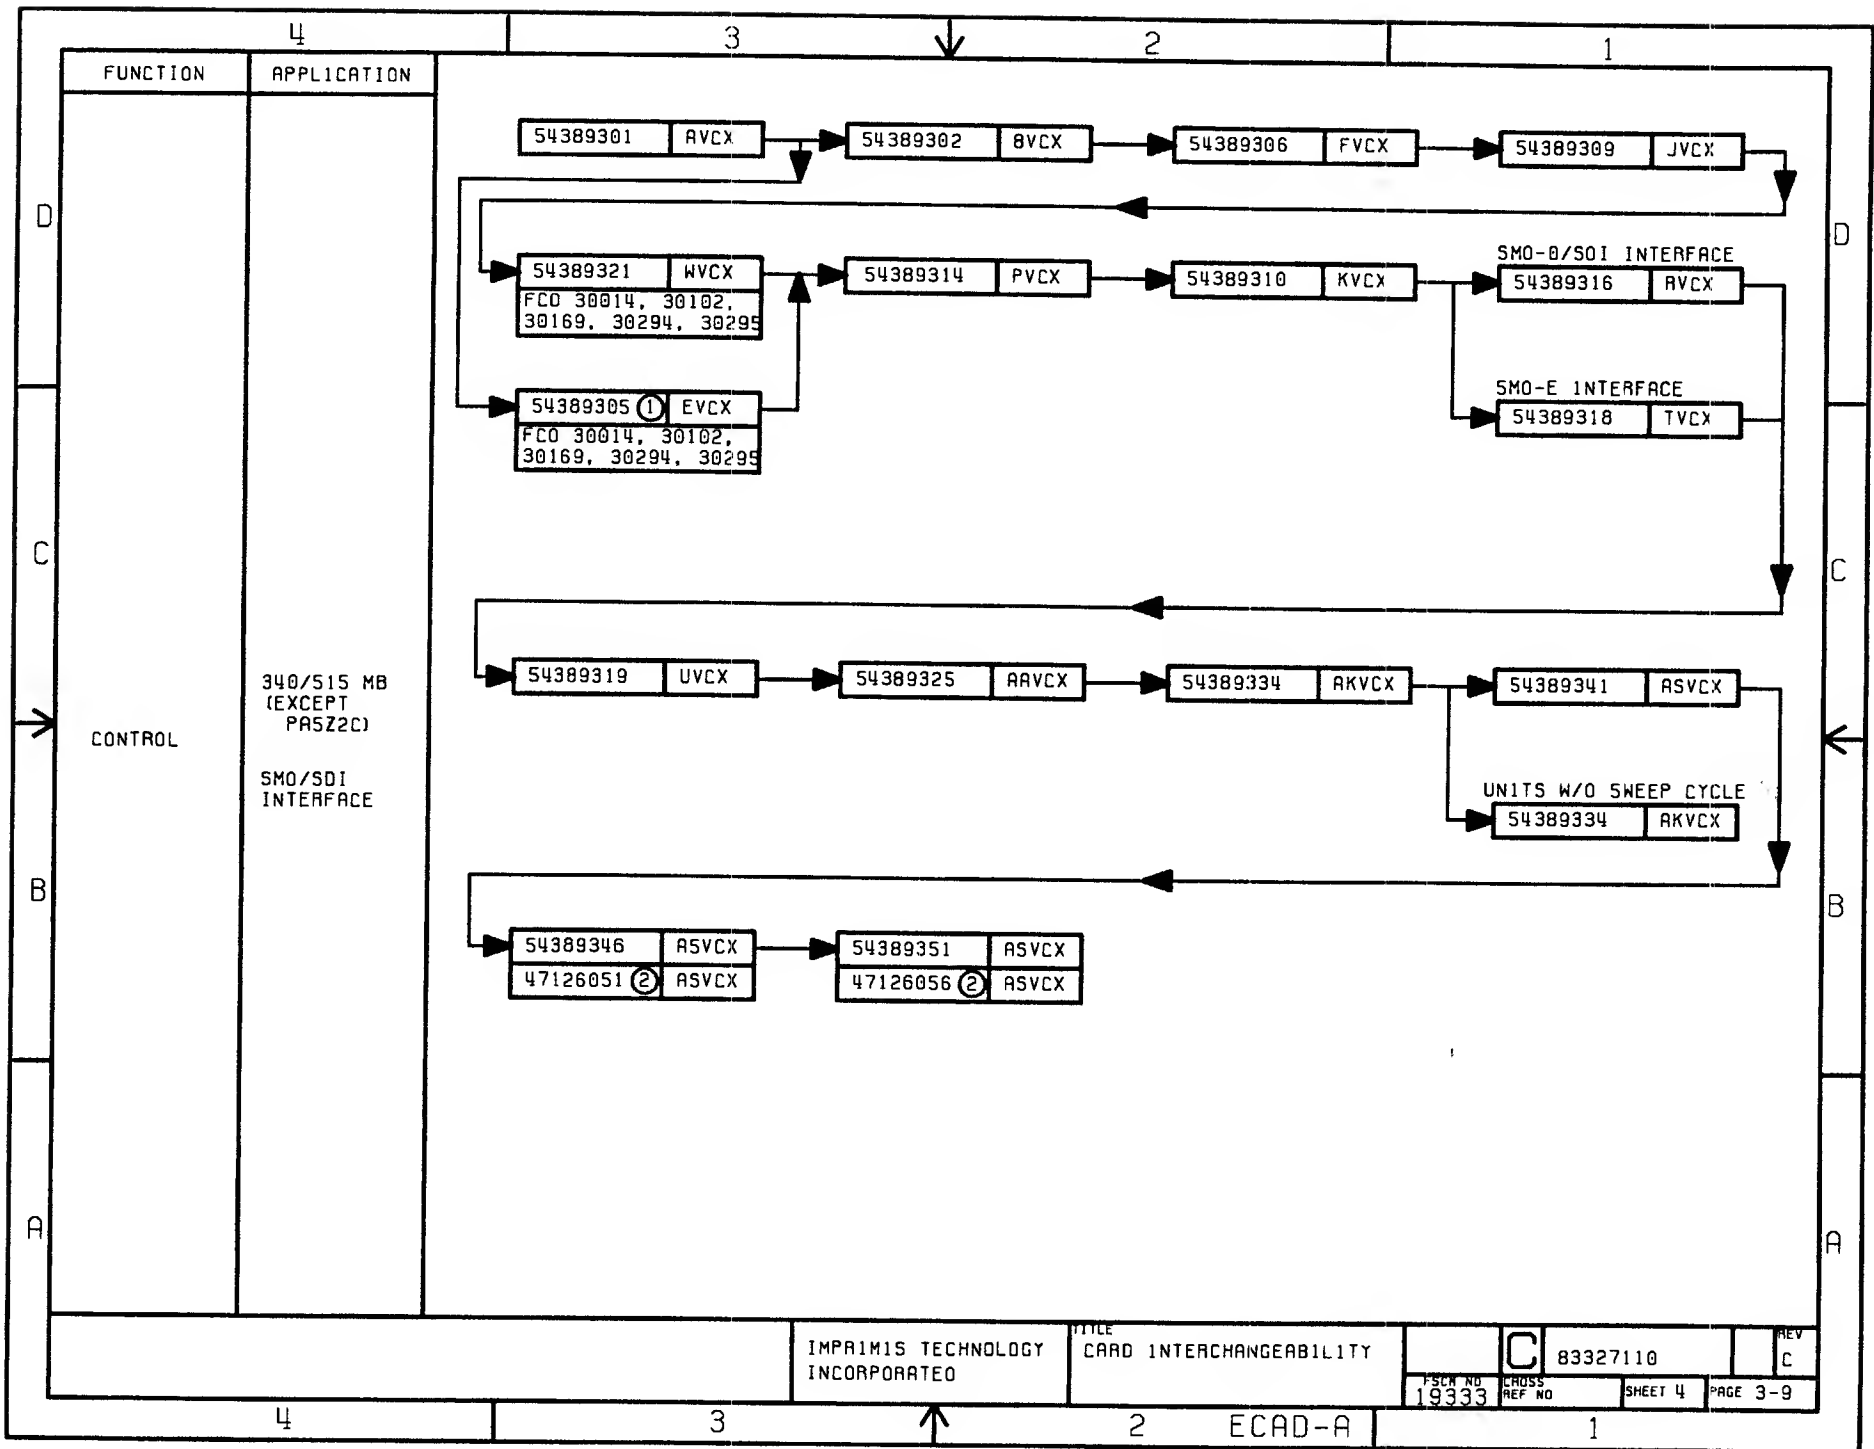 4 3 2 1
FUNCTION APPLICATION
54389301 AVCX 54389302 BVCX 54389306 FVCX 54389309 JVCX
D D
SMO-B/SDI INTERFACE
54389321 WVCX 54389314 PVCX 54389310 KVCX 54389316 RVCX
FCO 30014, 30102,
30169, 30294, 30295
SMO-E INTERFACE
54389305 1 EVCX 54389318 TVCX
FCO 30014, 30102,
30169, 30294, 30295
C C
54389319 UVCX 54389325 AAVCX 54389334 AKVCX 54389341 ASVCX
340/515 MB
(EXCEPT
PA5Z2C)
CONTROL
SMO/SDI
INTERFACE
UNITS W/O SWEEP CYCLE
54389334 AKVCX
B B
54389346 ASVCX 54389351 ASVCX
47126051 2 ASVCX 47126056 2 ASVCX
A A
IMPRIMIS TECHNOLOGY
INCORPORATED
TITLE
CARD INTERCHANGEABILITY
C 83327110
REV
C
FSCM NO
19333
CROSS
REF NO
SHEET 4 PAGE 3-9
4 3 2 ECAD-A 1